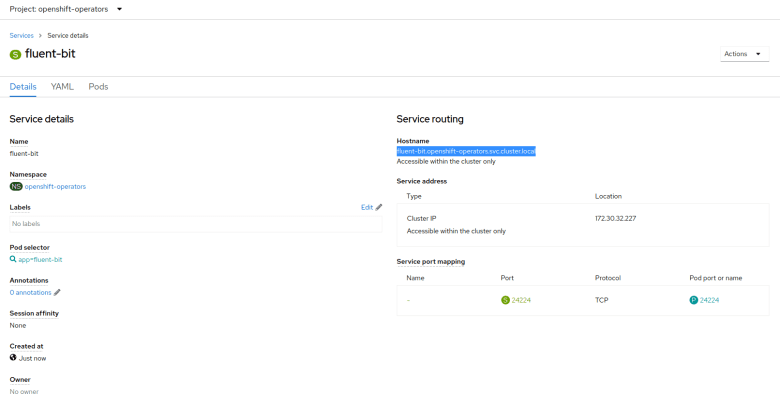 Project: openshift-operators
Services > Service details
S fluent-bit
Actions
Details YAML Pods
Service details
Name
fluent-bit
Namespace
NS openshift-operators
Labels
Edit
No labels
Pod selector
app=fluent-bit
Annotations
0 annotations
Session affinity
None
Created at
Just now
Owner
No owner
Service routing
Hostname
fluent-bit.openshift-operators.svc.cluster.local
Accessible within the cluster only
Service address
Type Location
Cluster IP 172.30.32.227
Accessible within the cluster only
Service port mapping
Name Port Protocol Pod port or name
- S 24224 TCP P 24224